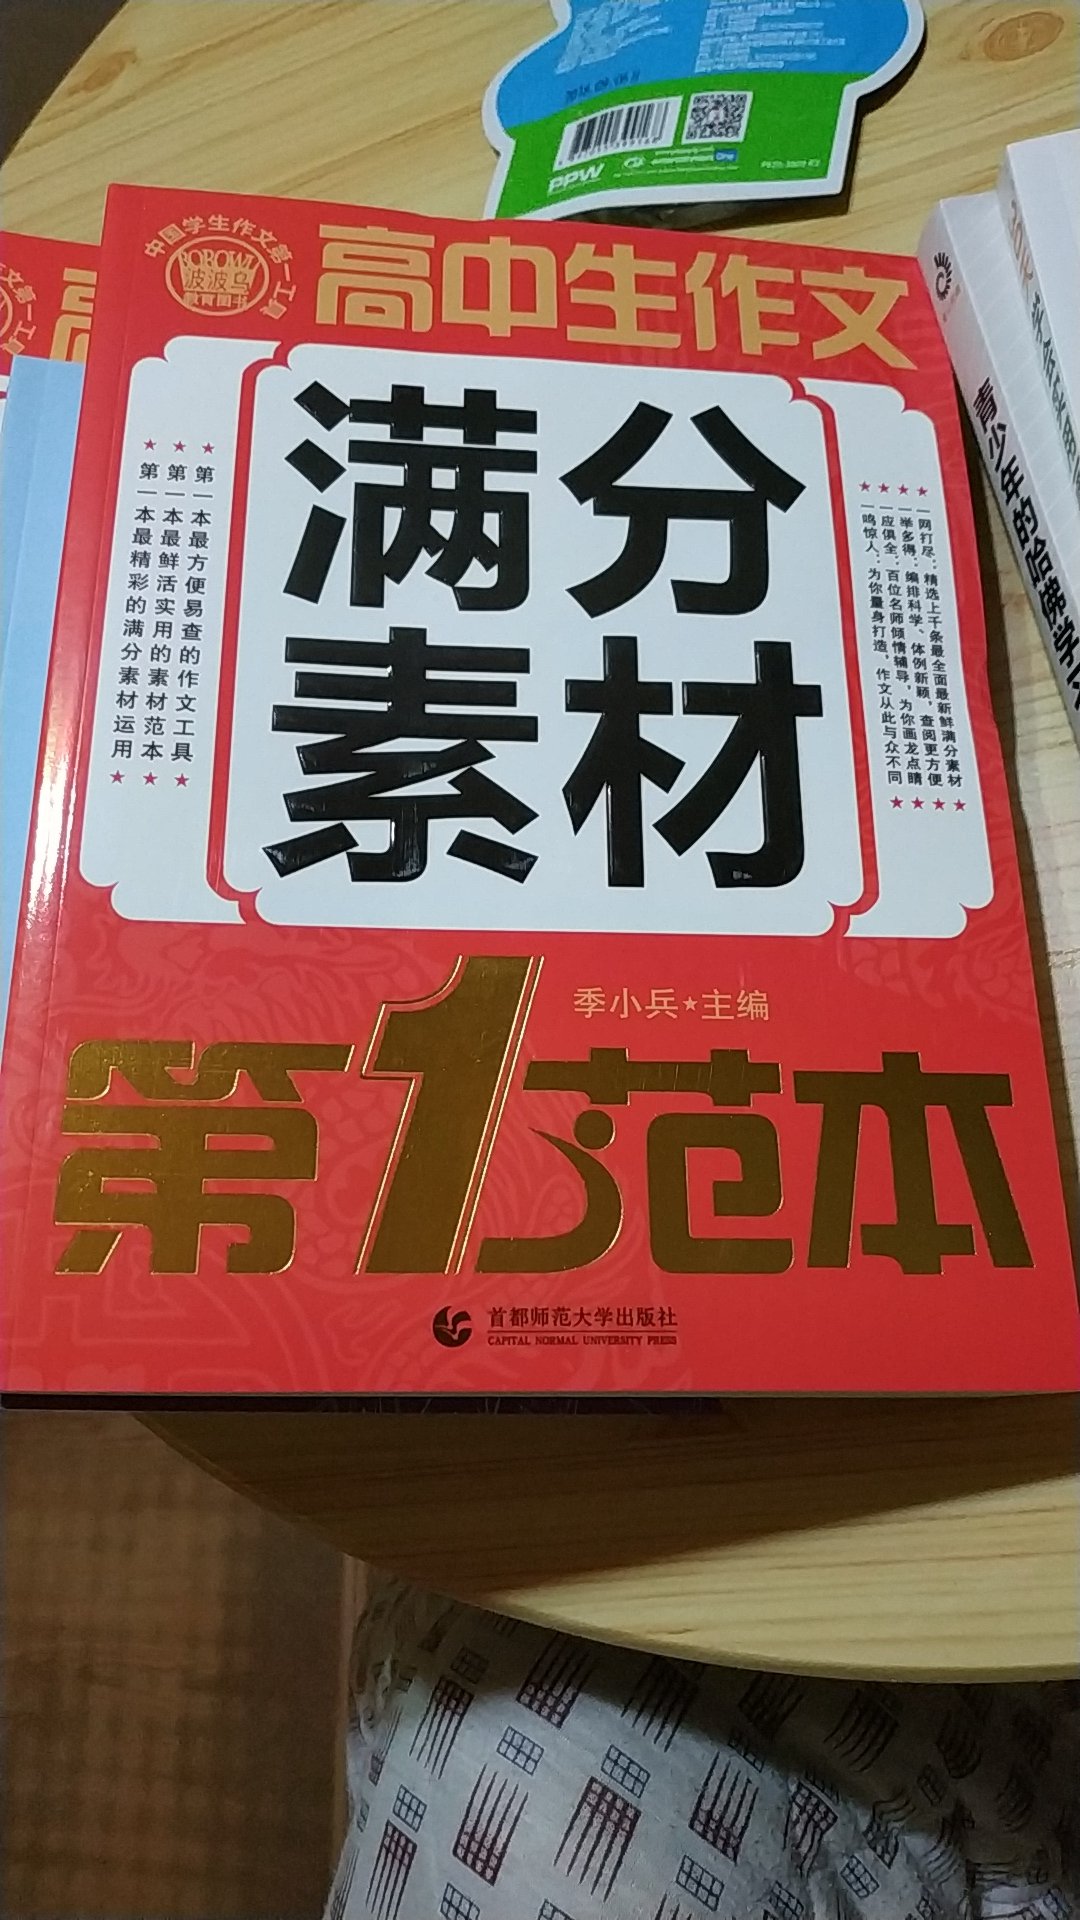 PPW
中国学生作文第一工具
BOBOWU
波波乌
教育图书
高中生作文
满分
素材
★★★
第一本最方便易查的作文工具
第一本最鲜活实用的素材范本
第一本最精彩的满分素材运用
★★★
★★★★
一网打尽：精选上千条最全面最新鲜满分素材
一举多得：编排科学、体例新颖，查阅更方便
一应俱全：百位名师倾情辅导，为你画龙点睛
一鸣惊人：为你量身打造，作文从此与众不同
★★★★
季小兵★主编
第1范本
首都师范大学出版社
CAPITAL NORMAL UNIVERSITY PRESS
青少年的哈佛学